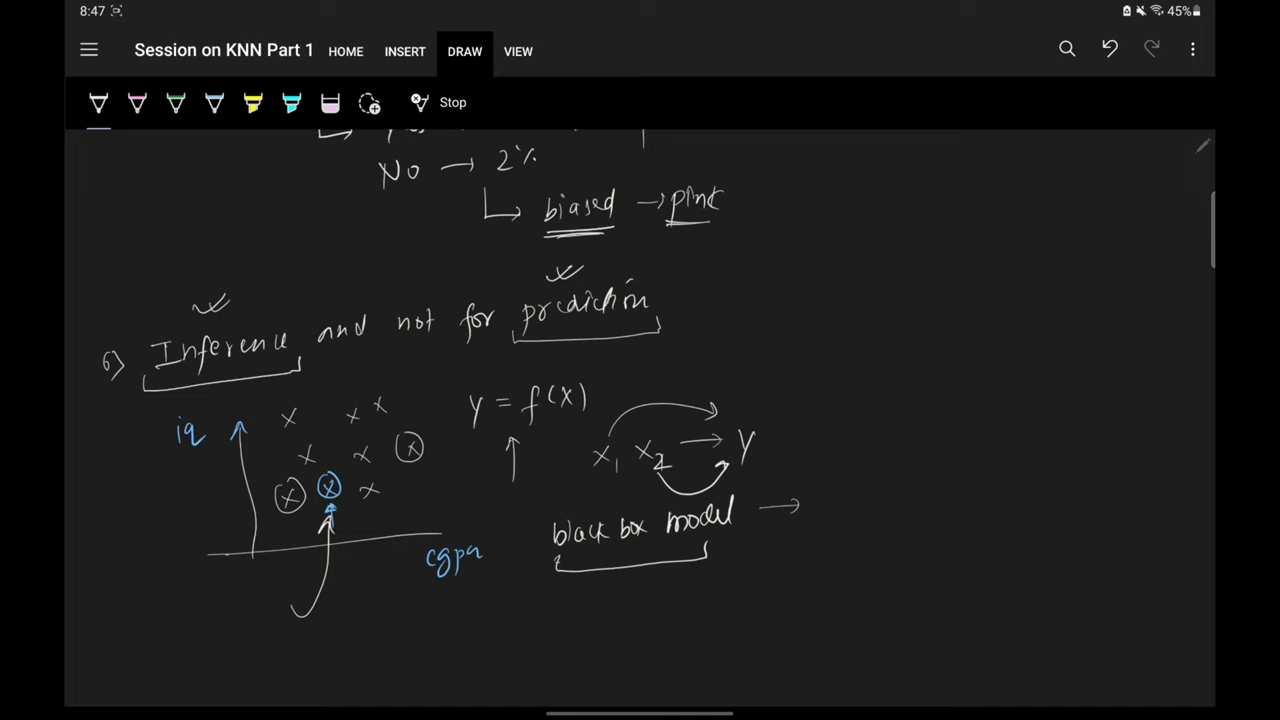 8:47 45%
Session on KNN Part 1 HOME INSERT DRAW VIEW
Stop
No → 2%
biased → pint
6) Inference and not for prediction
iq
y = f(x)
x1 x2 → y
black box model →
cgpa